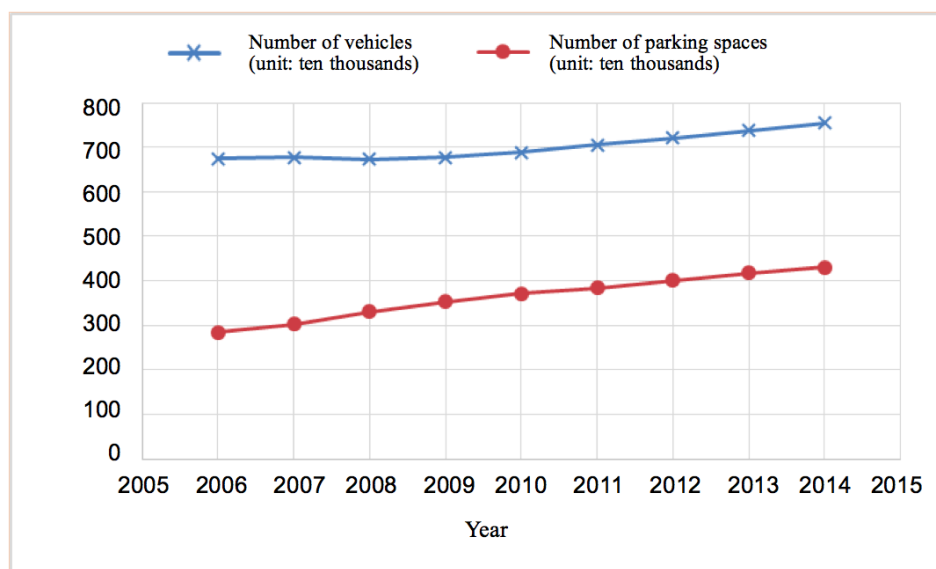 Number of vehicles
(unit: ten thousands)
Number of parking spaces
(unit: ten thousands)
800
700
600
500
400
300
200
100
0
2005 2006 2007 2008 2009 2010 2011 2012 2013 2014 2015
Year